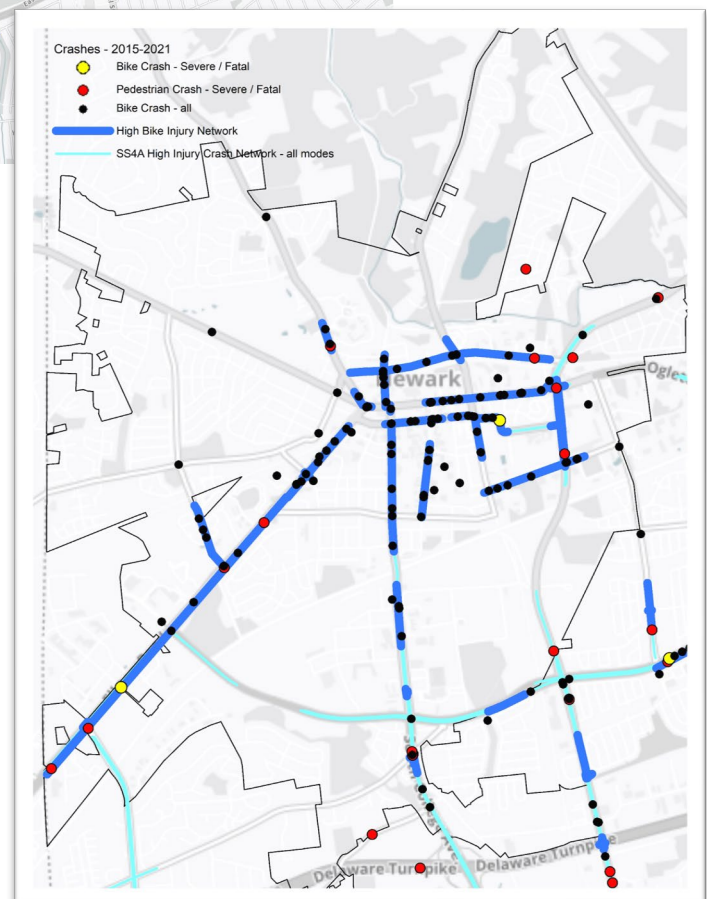 Crashes - 2015-2021
Bike Crash - Severe / Fatal
Pedestrian Crash - Severe / Fatal
Bike Crash - all
High Bike Injury Network
SS4A High Injury Crash Network - all modes
Newark
Delaware Turnpike
Delaware Turnpike